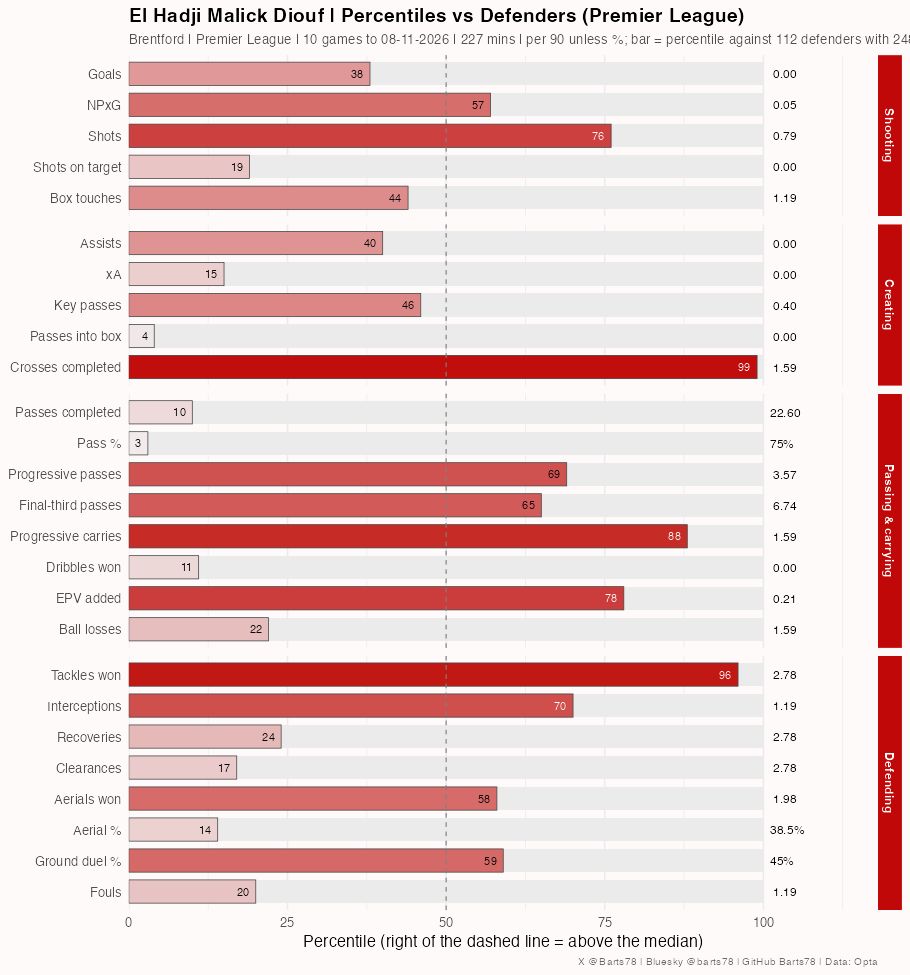 El Hadji Malick Diouf | Percentiles vs Defenders (Premier League)
Brentford | Premier League | 10 games to 08-11-2026 | 227 mins | per 90 unless %; bar = percentile against 112 defenders with 248
Shooting
Goals 38 0.00
NPxG 57 0.05
Shots 76 0.79
Shots on target 19 0.00
Box touches 44 1.19
Creating
Assists 40 0.00
xA 15 0.00
Key passes 46 0.40
Passes into box 4 0.00
Crosses completed 99 1.59
Passing & carrying
Passes completed 10 22.60
Pass % 3 75%
Progressive passes 69 3.57
Final-third passes 65 6.74
Progressive carries 88 1.59
Dribbles won 11 0.00
EPV added 78 0.21
Ball losses 22 1.59
Defending
Tackles won 96 2.78
Interceptions 70 1.19
Recoveries 24 2.78
Clearances 17 2.78
Aerials won 58 1.98
Aerial % 14 38.5%
Ground duel % 59 45%
Fouls 20 1.19
0 25 50 75 100
Percentile (right of the dashed line = above the median)
X @Barts78 | Bluesky @barts78 | GitHub Barts78 | Data: Opta